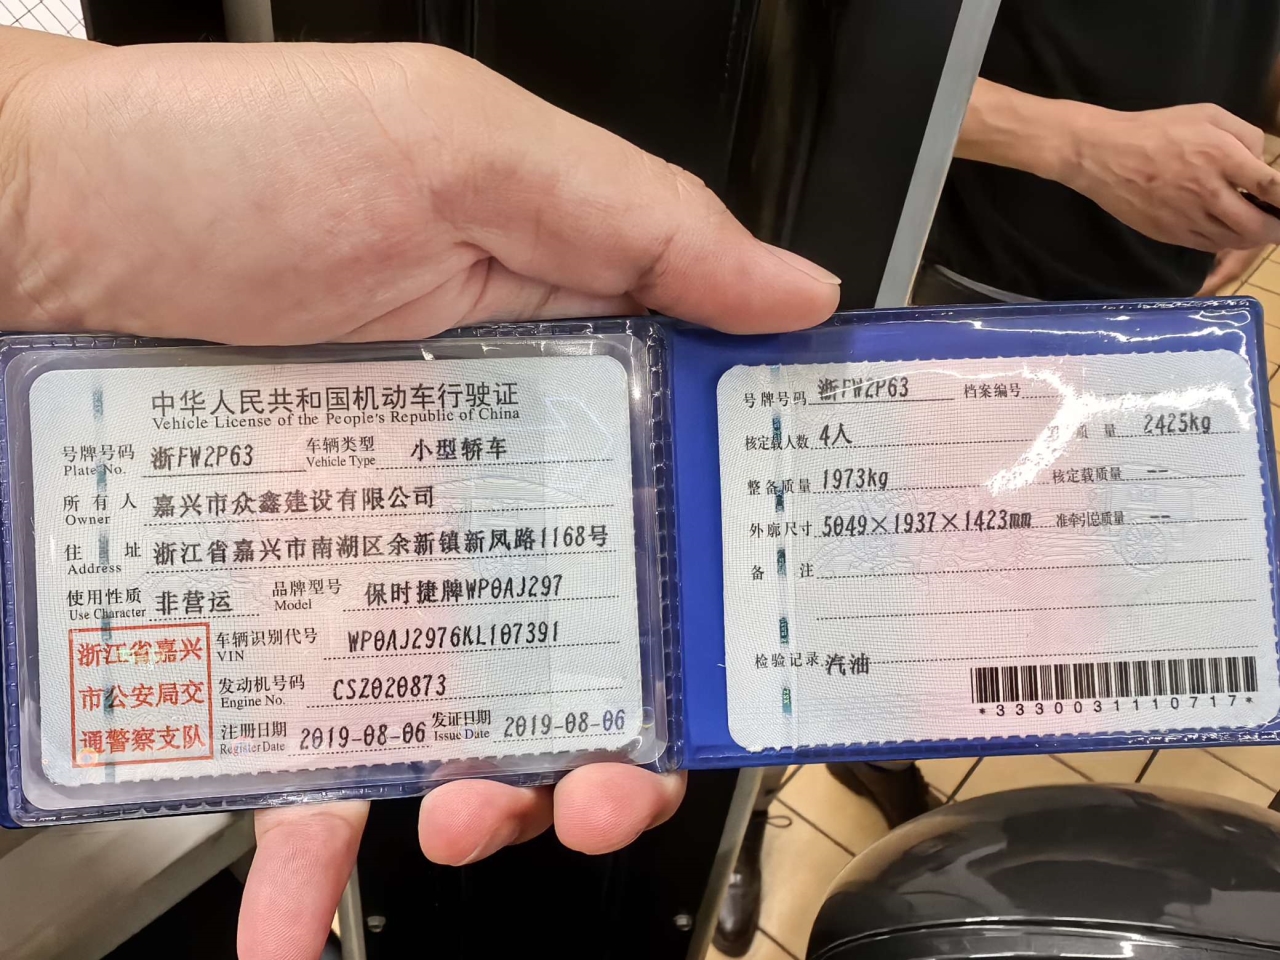 中华人民共和国机动车行驶证
Vehicle License of the People's Republic of China
号牌号码 浙FW2P63 车辆类型 小型轿车
Plate No. Vehicle Type
所有人 嘉兴市众鑫建设有限公司
Owner
住址 浙江省嘉兴市南湖区余新镇新凤路1168号
Address
使用性质 非营运 品牌型号 保时捷牌WP0AJ297
Use Character Model
浙江省嘉兴
市公安局交
通警察支队
车辆识别代号 WP0AJ2976KL107391
VIN
发动机号码 CSZ020873
Engine No.
注册日期 2019-08-06 发证日期 2019-08-06
Register Date Issue Date
号牌号码 浙FW2P63 档案编号
核定载人数 4人 质量 2425kg
整备质量 1973kg 核定载质量 --
外廓尺寸 5049×1937×1423mm 准牵引总质量 --
备注
检验记录 汽油
*3330031110717*